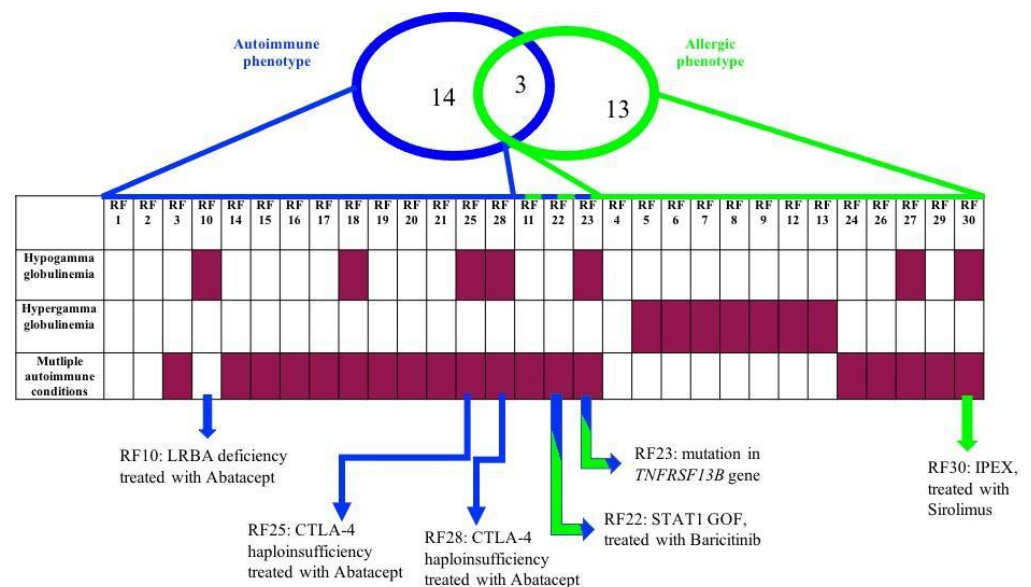 Autoimmune
phenotype
Allergic
phenotype
14
3
13
RF 1 RF 2 RF 3 RF 10 RF 14 RF 15 RF 16 RF 17 RF 18 RF 19 RF 20 RF 21 RF 25 RF 28 RF 11 RF 22 RF 23 RF 4 RF 5 RF 6 RF 7 RF 8 RF 9 RF 12 RF 13 RF 24 RF 26 RF 27 RF 29 RF 30
Hypogamma
globulinemia
Hypergamma
globulinemia
Mutliple
autoimmune
conditions
RF10: LRBA deficiency
treated with Abatacept
RF25: CTLA-4
haploinsufficiency
treated with Abatacept
RF28: CTLA-4
haploinsufficiency
treated with Abatacept
RF23: mutation in
TNFRSF13B gene
RF22: STAT1 GOF,
treated with Baricitinib
RF30: IPEX,
treated with
Sirolimus